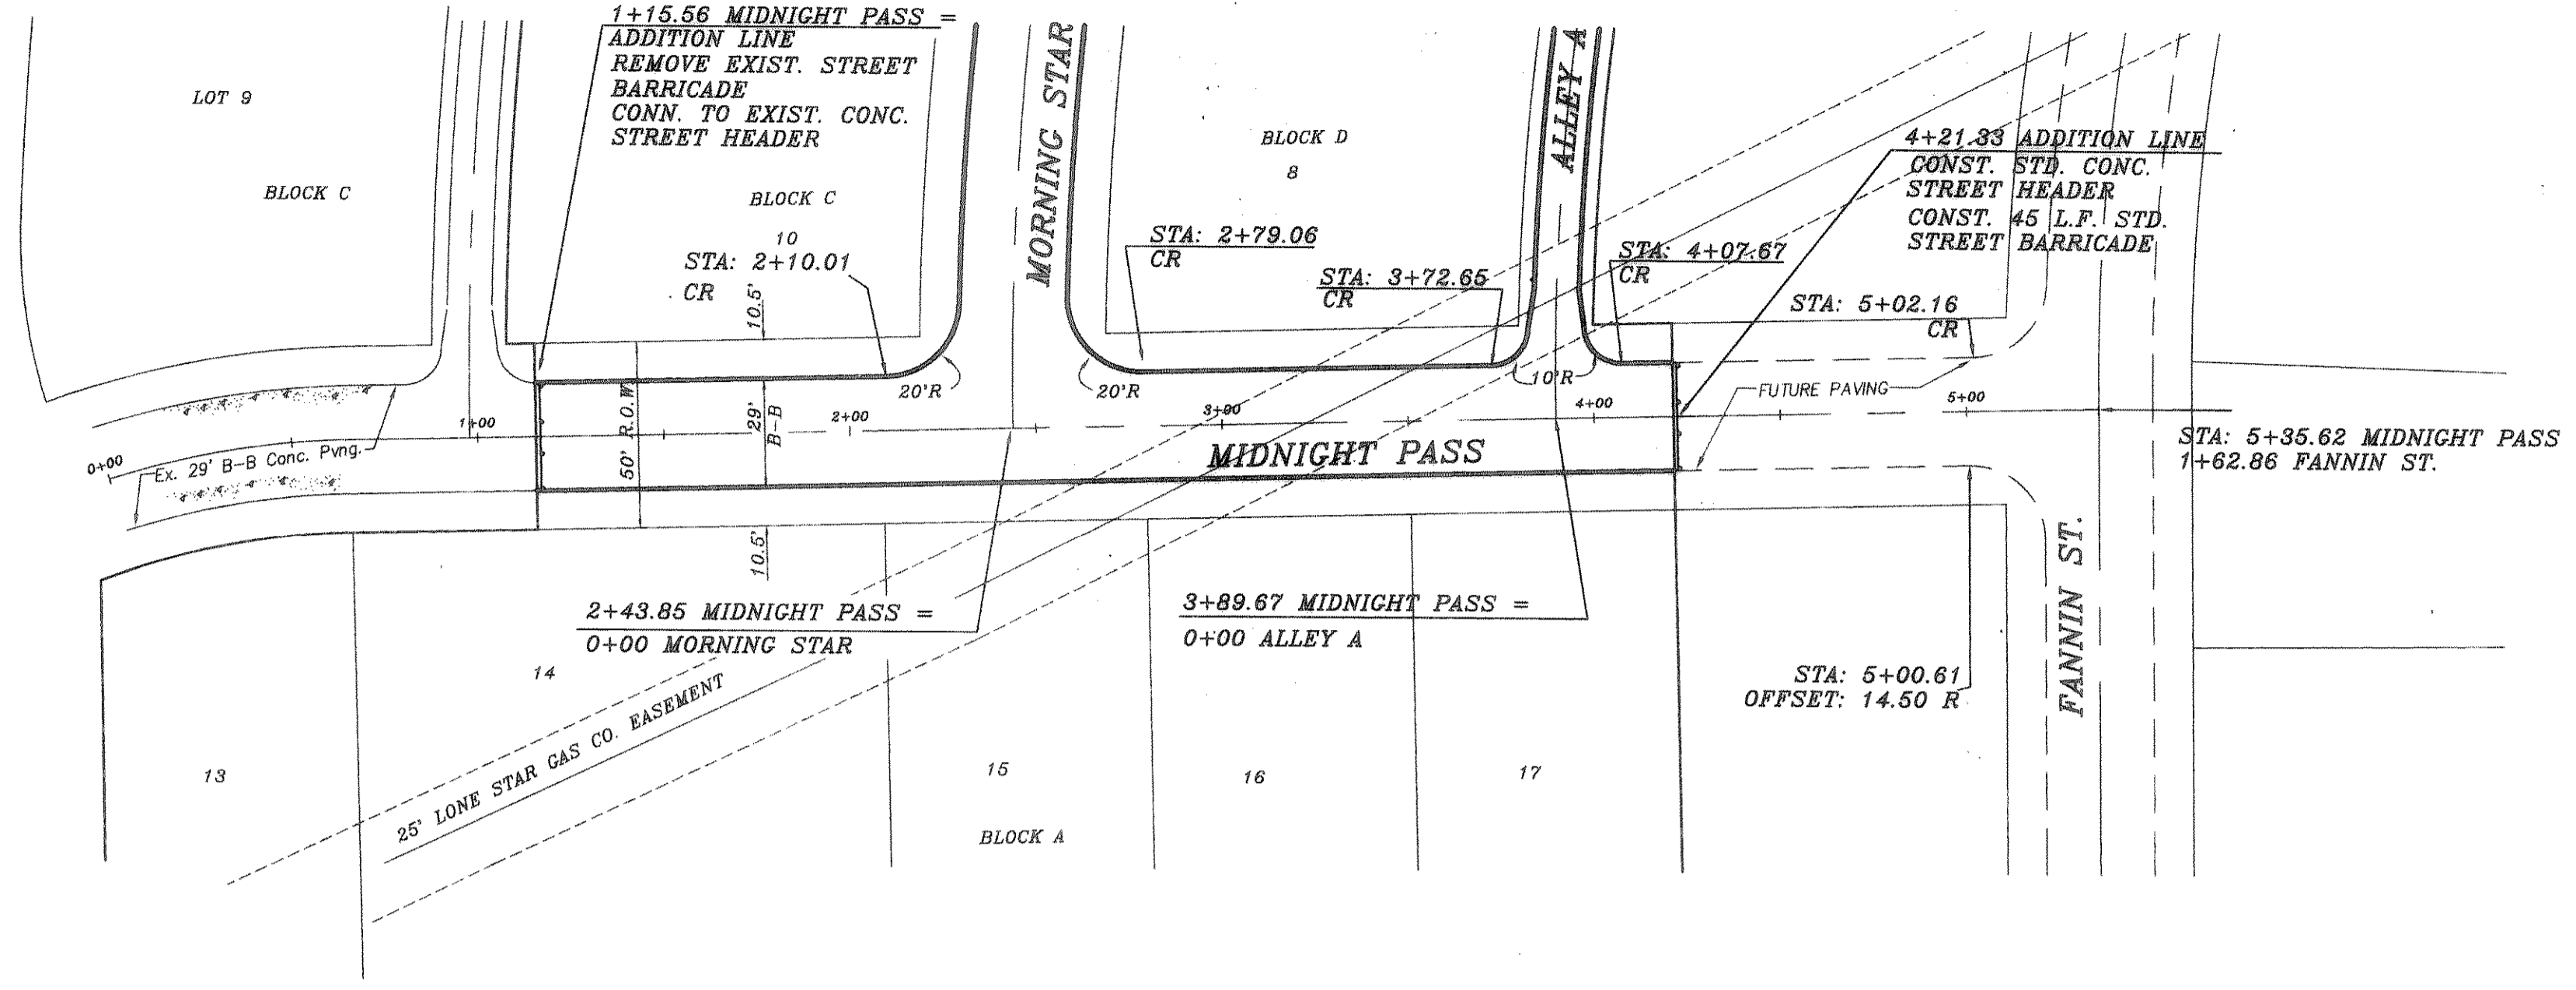 1+15.56 MIDNIGHT PASS =
ADDITION LINE
REMOVE EXIST. STREET
BARRICADE
CONN. TO EXIST. CONC.
STREET HEADER
LOT 9
BLOCK C
BLOCK C
10
STA: 2+10.01
CR
10.5'
MORNING STAR
BLOCK D
8
STA: 2+79.06
CR
STA: 3+72.65
CR
ALLEY A
STA: 4+07.67
CR
4+21.33 ADDITION LINE
CONST. STD. CONC.
STREET HEADER
CONST. 45 L.F. STD.
STREET BARRICADE
STA: 5+02.16
CR
20'R
20'R
10'R
FUTURE PAVING
0+00
1+00
2+00
3+00
4+00
5+00
Ex. 29' B-B Conc. Pvng.
50' R.O.W.
29'
B-B
MIDNIGHT PASS
STA: 5+35.62 MIDNIGHT PASS
1+62.86 FANNIN ST.
10.5'
2+43.85 MIDNIGHT PASS =
0+00 MORNING STAR
3+89.67 MIDNIGHT PASS =
0+00 ALLEY A
STA: 5+00.61
OFFSET: 14.50 R
FANNIN ST.
25' LONE STAR GAS CO. EASEMENT
13
14
15
16
17
BLOCK A